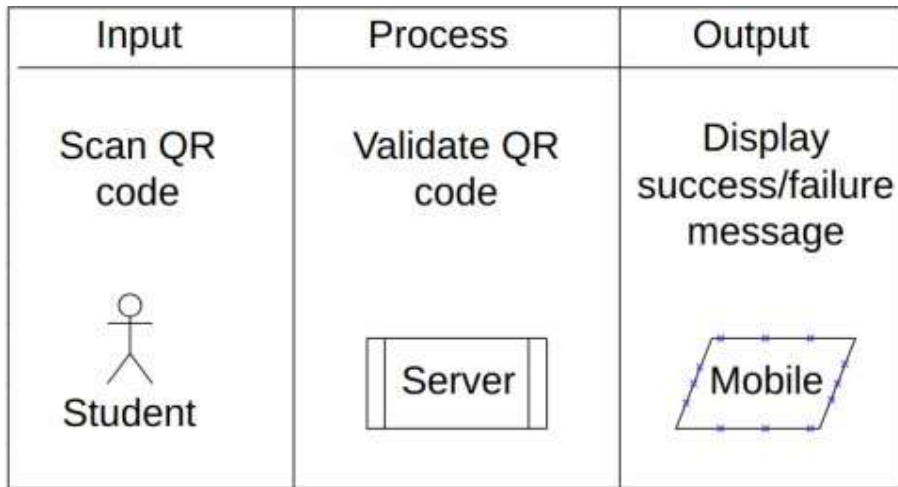 Input
Process
Output
Scan QR
code
Validate QR
code
Display
success/failure
message
Student
Server
Mobile